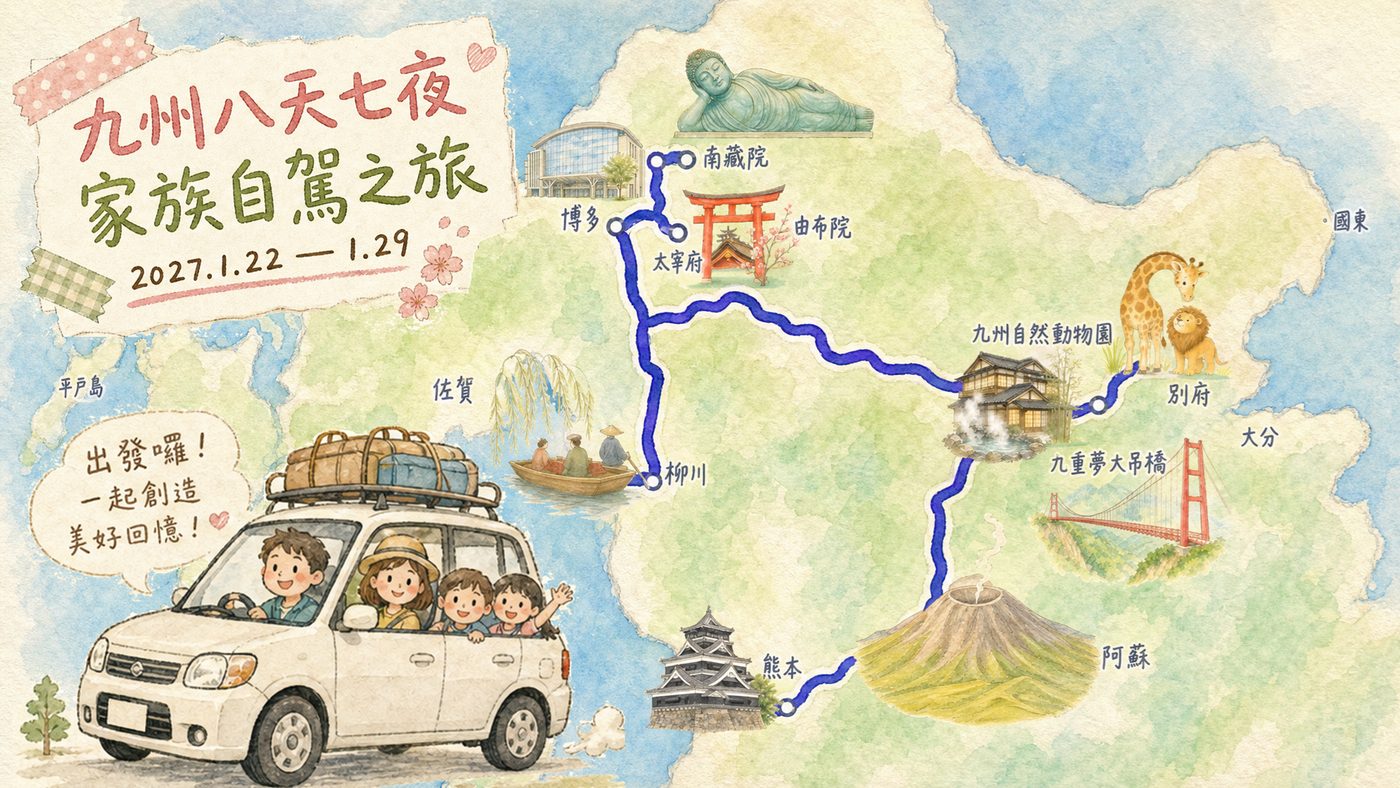 九州八天七夜
家族自駕之旅
2027.1.22 — 1.29
南藏院
博多
太宰府
由布院
國東
九州自然動物園
別府
平戶島
佐賀
大分
出發囉!
一起創造
美好回憶!
柳川
九重夢大吊橋
熊本
阿蘇